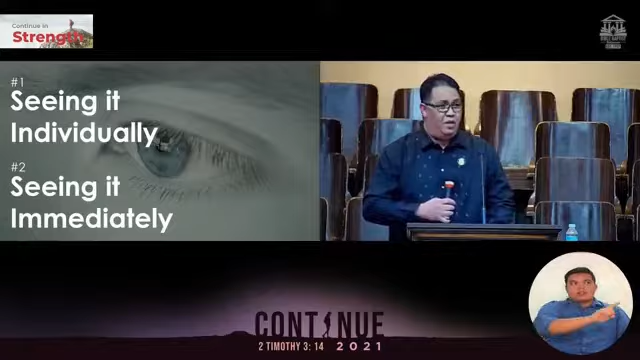 Continue in
Strength
#1
Seeing it
Individually
#2
Seeing it
Immediately
CONTINUE
2 TIMOTHY 3: 14 2021